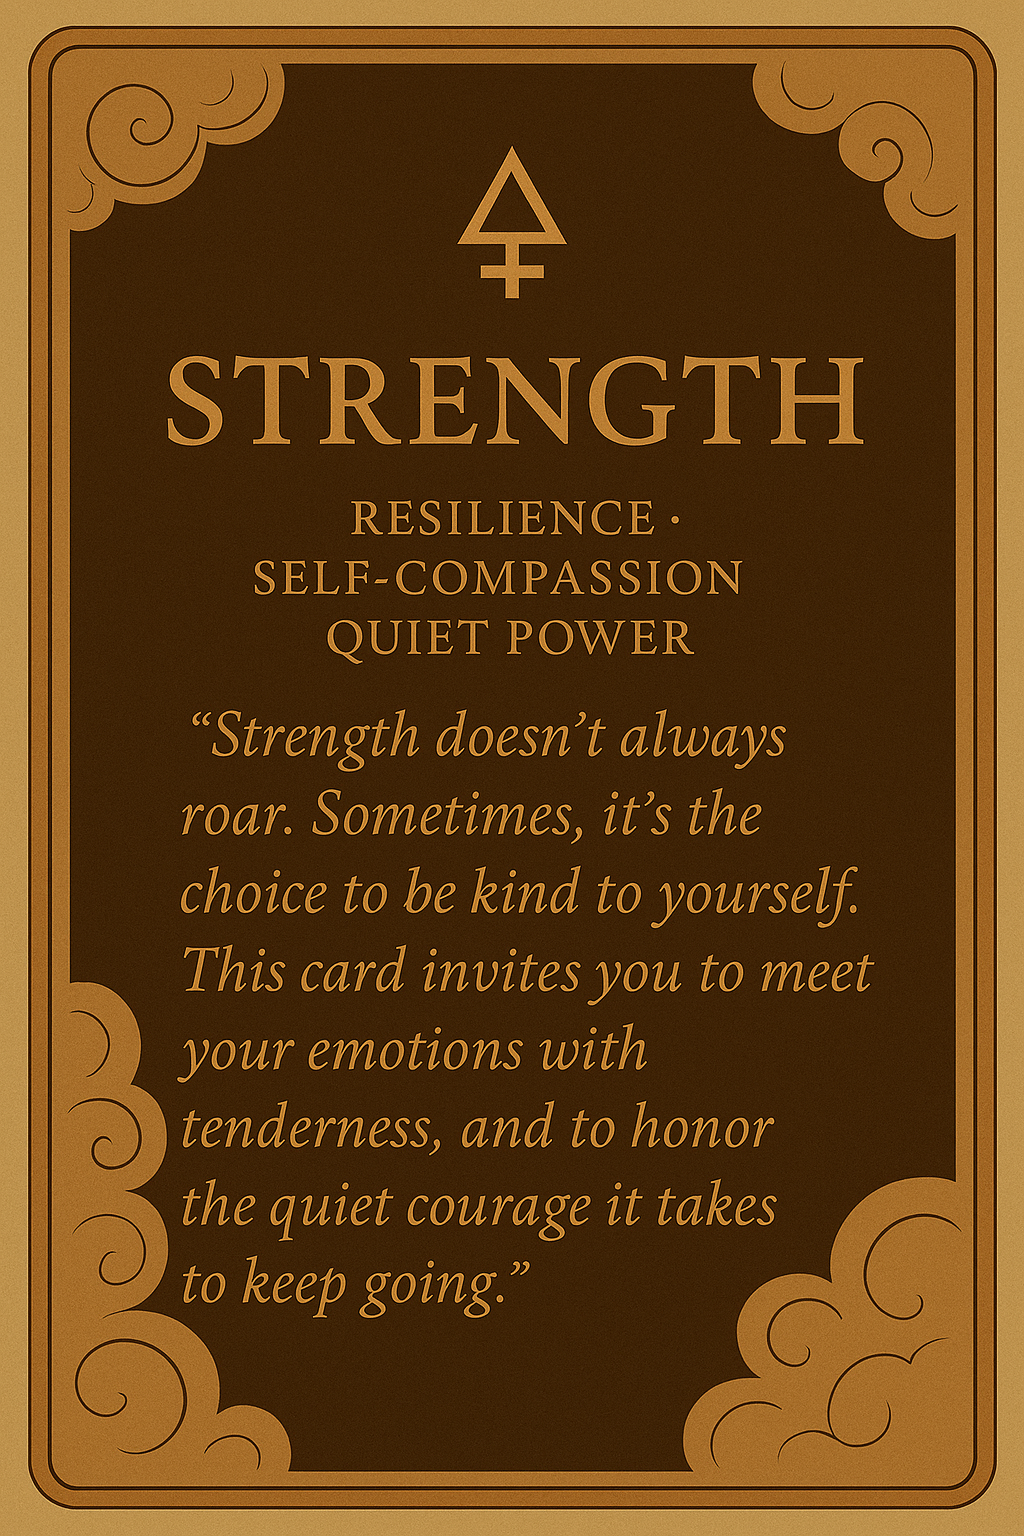 STRENGTH
RESILIENCE ·
SELF-COMPASSION
QUIET POWER
“Strength doesn’t always
roar. Sometimes, it’s the
choice to be kind to yourself.
This card invites you to meet
your emotions with
tenderness, and to honor
the quiet courage it takes
to keep going.”